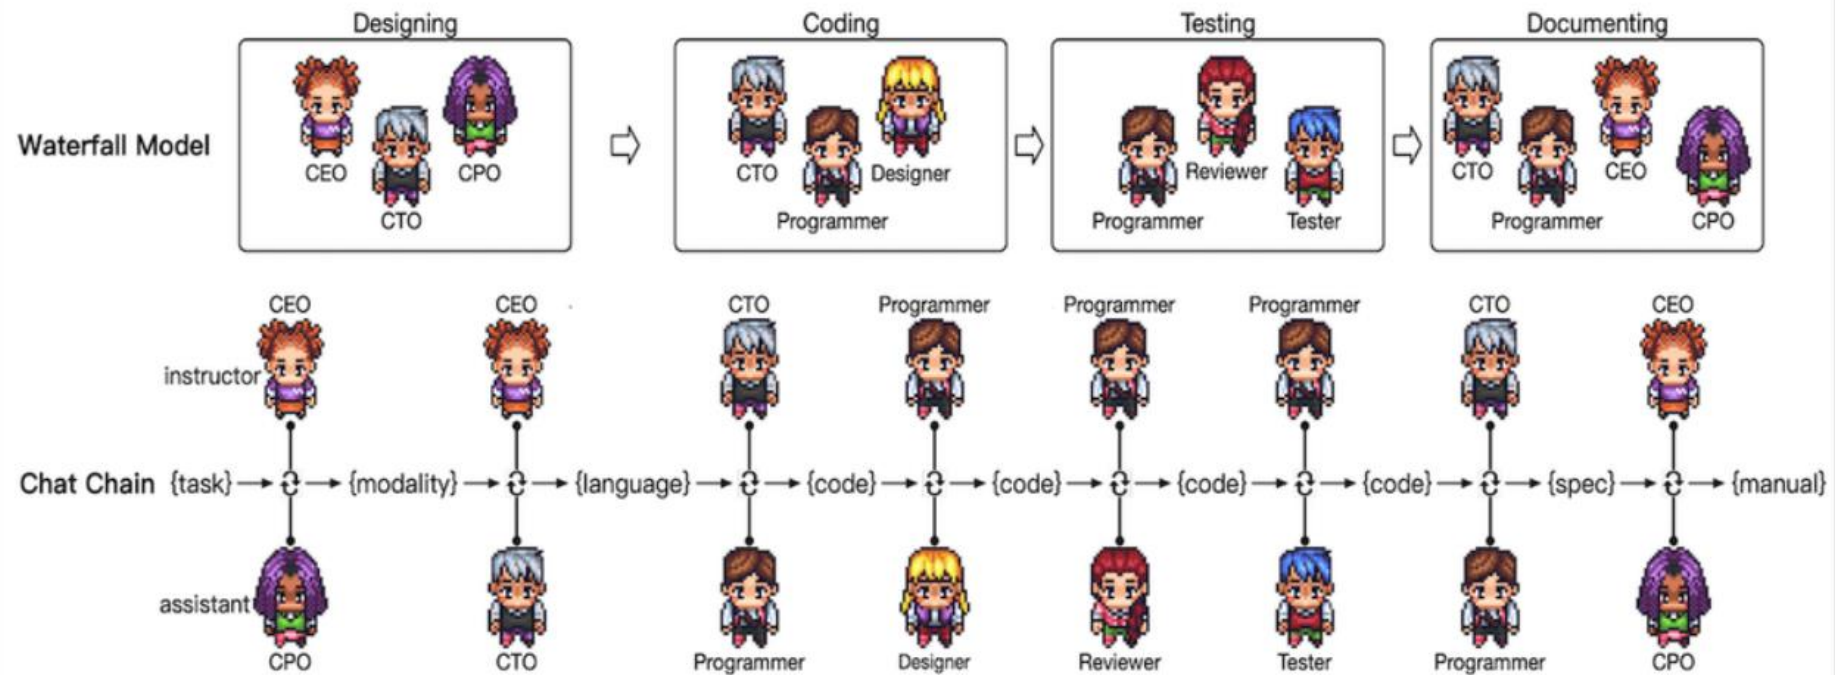 Designing Coding Testing Documenting
Waterfall Model
CEO CPO CTO
CTO Designer Programmer
Reviewer Programmer Tester
CTO CEO Programmer CPO
CEO CEO CTO Programmer Programmer Programmer CTO CEO
instructor
Chat Chain {task} {modality} {language} {code} {code} {code} {code} {spec} {manual}
assistant
CPO CTO Programmer Designer Reviewer Tester Programmer CPO